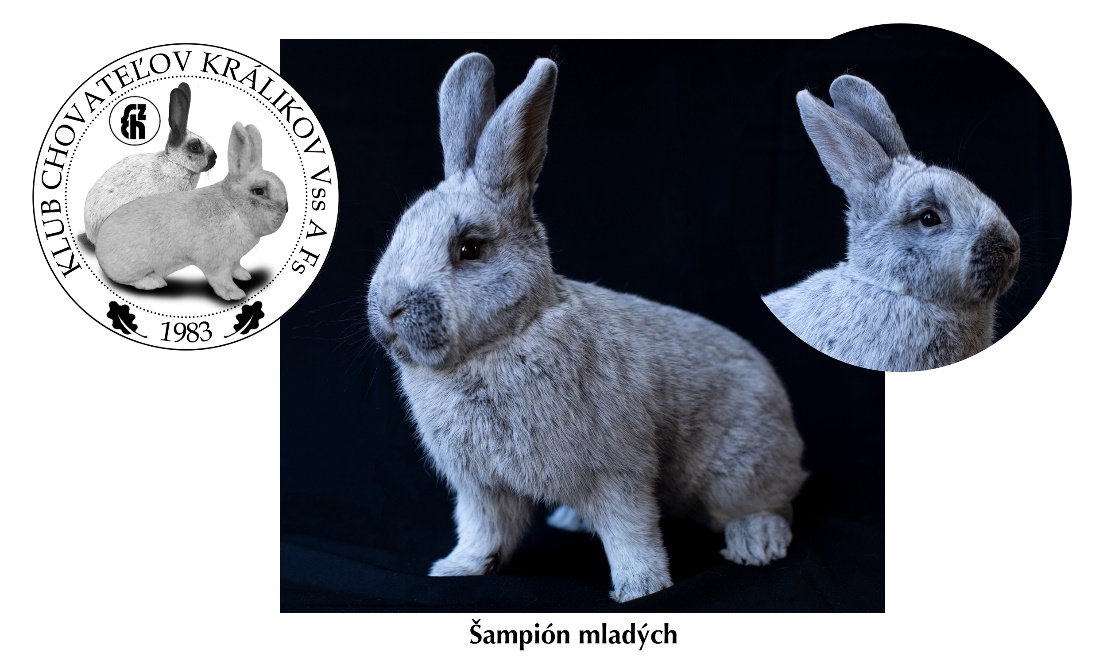 KLUB CHOVATEĽOV KRÁLIKOV Vss A Fs
1983
Šampión mladých